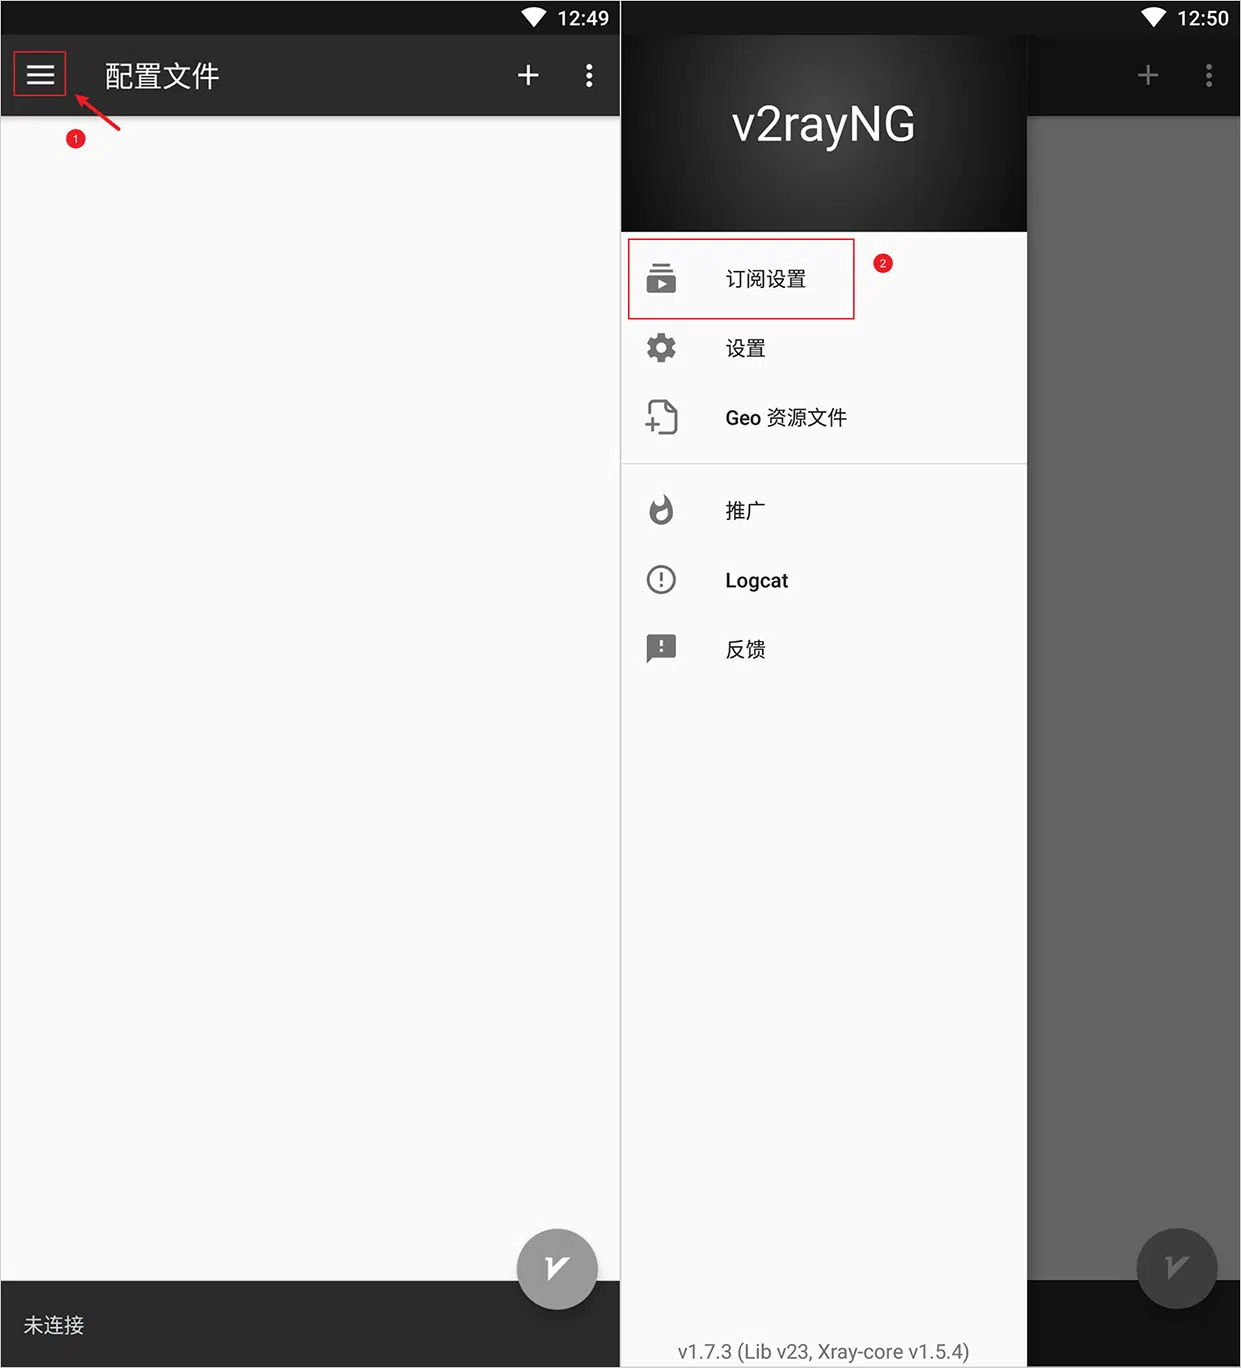 12:49
配置文件
1
未连接
12:50
v2rayNG
订阅设置
2
设置
Geo 资源文件
推广
Logcat
反馈
v1.7.3 (Lib v23, Xray-core v1.5.4)